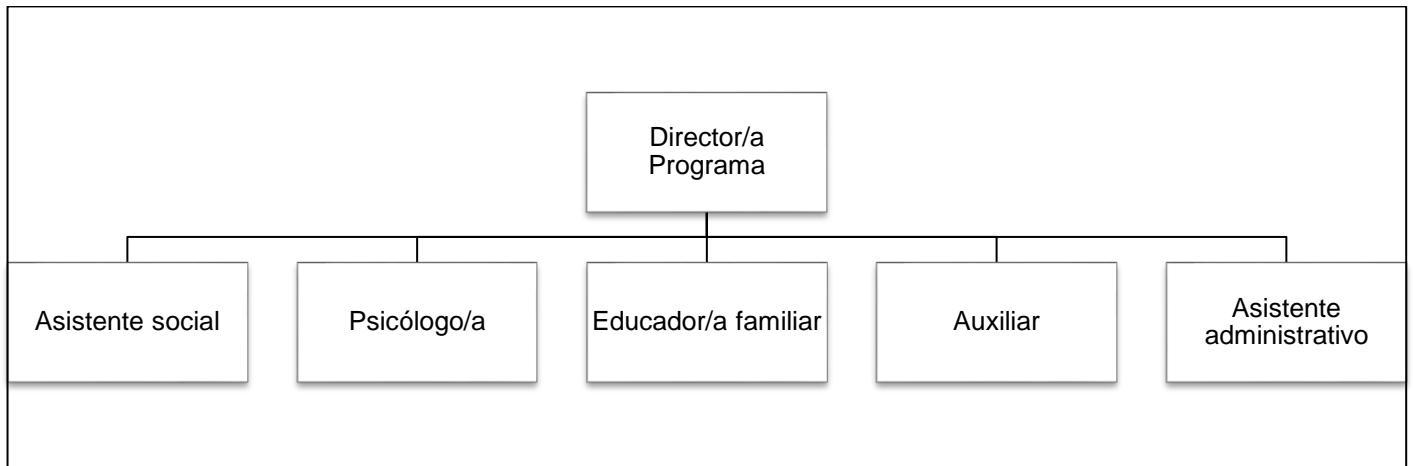 Director/a
Programa
Asistente social
Psicólogo/a
Educador/a familiar
Auxiliar
Asistente
administrativo